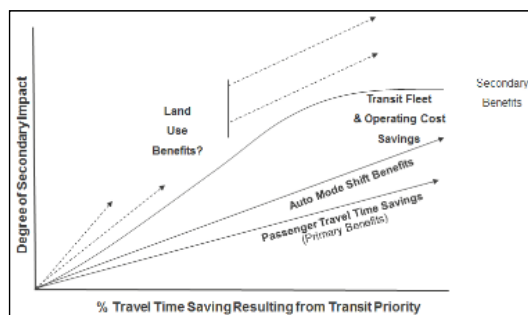 Degree of Secondary Impact
Land
Use
Benefits?
Transit Fleet
& Operating Cost
Savings
Secondary
Benefits
Auto Mode Shift Benefits
Passenger Travel Time Savings
(Primary Benefits)
% Travel Time Saving Resulting from Transit Priority